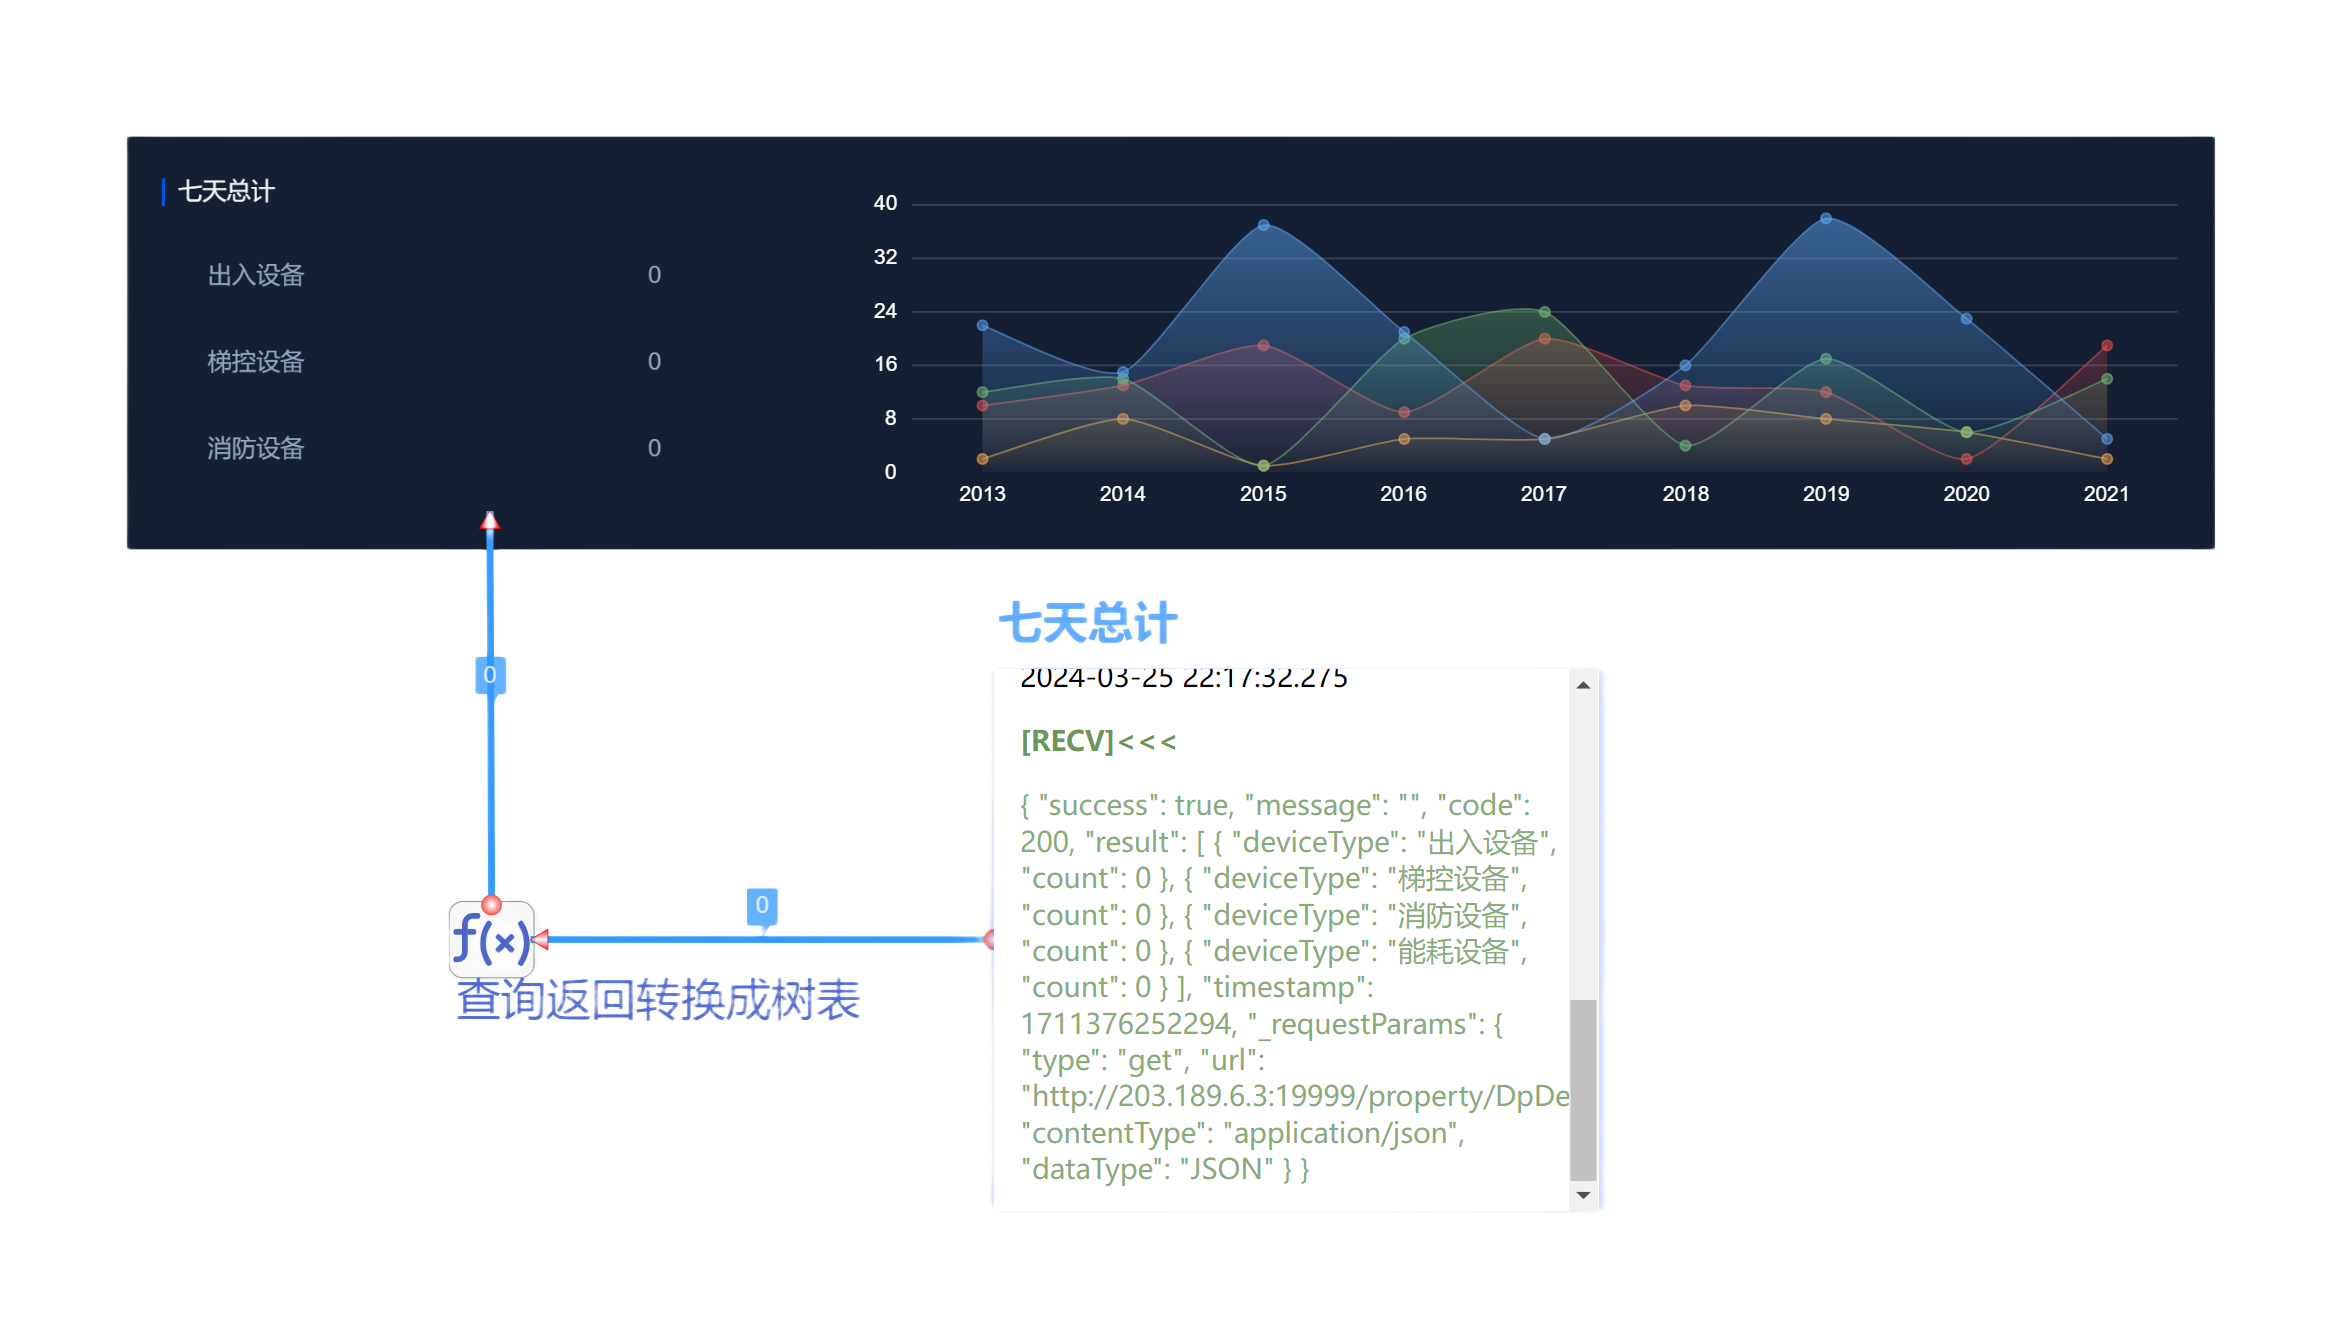 七天总计
出入设备 0
梯控设备 0
消防设备 0
40
32
24
16
8
0
2013 2014 2015 2016 2017 2018 2019 2020 2021
0
0
f(x)
查询返回转换成树表
七天总计
2024-03-25 22:17:32.275
[RECV]<<<
{ "success": true, "message": "", "code":
200, "result": [ { "deviceType": "出入设备",
"count": 0 }, { "deviceType": "梯控设备",
"count": 0 }, { "deviceType": "消防设备",
"count": 0 }, { "deviceType": "能耗设备",
"count": 0 } ], "timestamp":
1711376252294, "_requestParams": {
"type": "get", "url":
"http://203.189.6.3:19999/property/DpDe
"contentType": "application/json",
"dataType": "JSON" } }